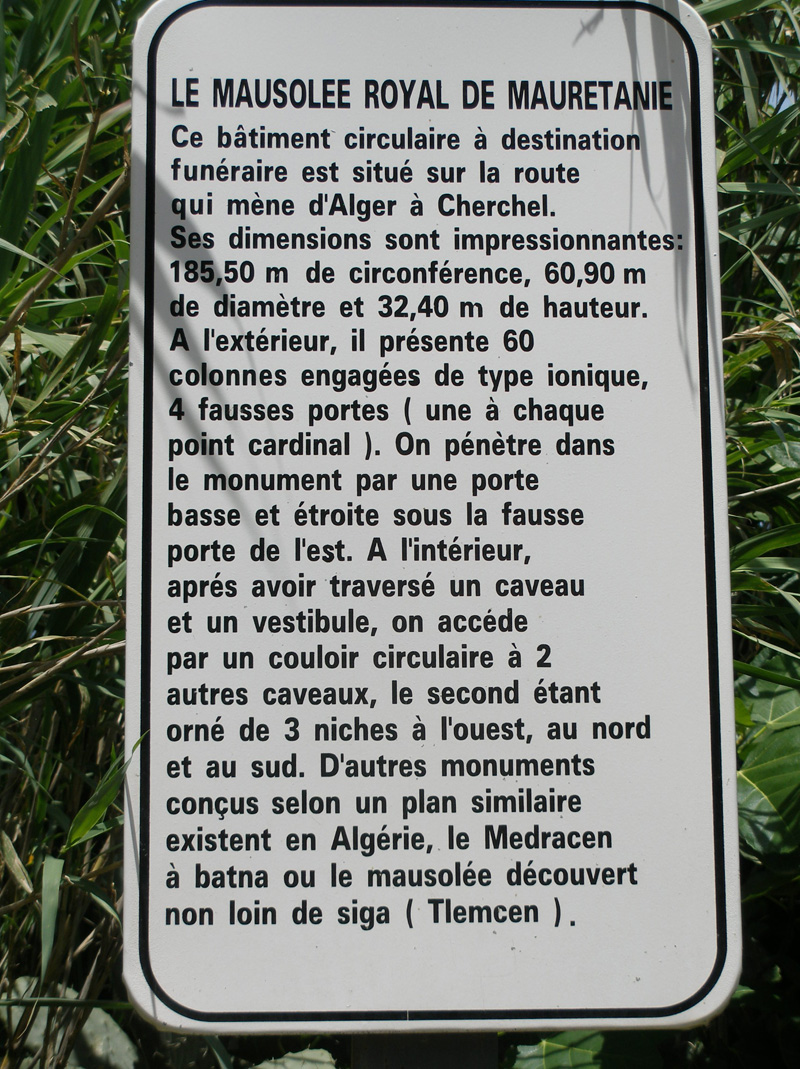 LE MAUSOLEE ROYAL DE MAURETANIE
Ce bâtiment circulaire à destination
funéraire est situé sur la route
qui mène d'Alger à Cherchel.
Ses dimensions sont impressionnantes:
185,50 m de circonférence, 60,90 m
de diamètre et 32,40 m de hauteur.
A l'extérieur, il présente 60
colonnes engagées de type ionique,
4 fausses portes ( une à chaque
point cardinal ). On pénètre dans
le monument par une porte
basse et étroite sous la fausse
porte de l'est. A l'intérieur,
aprés avoir traversé un caveau
et un vestibule, on accéde
par un couloir circulaire à 2
autres caveaux, le second étant
orné de 3 niches à l'ouest, au nord
et au sud. D'autres monuments
conçus selon un plan similaire
existent en Algérie, le Medracen
à batna ou le mausolée découvert
non loin de siga ( Tlemcen ).